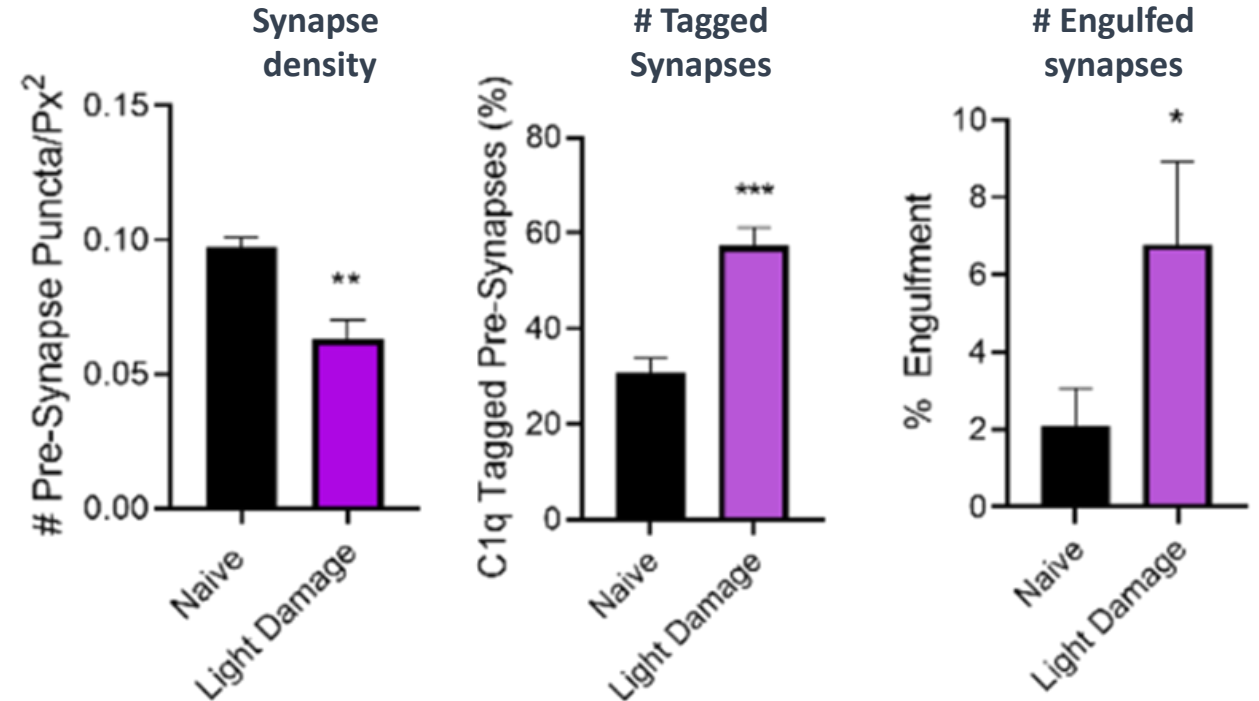 Synapse
density
# Pre-Synapse Puncta/Px²
0.15
0.10
0.05
0.00
**
Naive
Light Damage
# Tagged
Synapses
C1q Tagged Pre-Synapses (%)
80
60
40
20
0
***
Naive
Light Damage
# Engulfed
synapses
% Engulfment
10
8
6
4
2
0
*
Naive
Light Damage